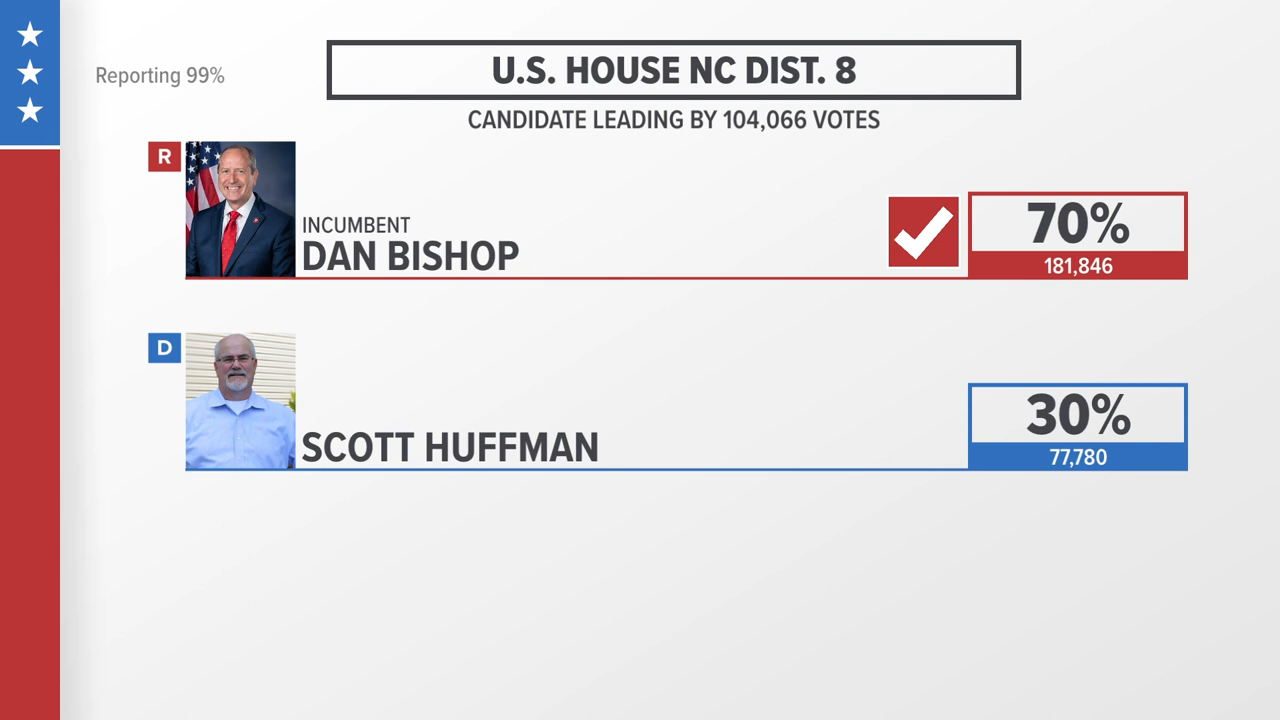 Reporting 99%
U.S. HOUSE NC DIST. 8
CANDIDATE LEADING BY 104,066 VOTES
R
INCUMBENT
DAN BISHOP
70%
181,846
D
SCOTT HUFFMAN
30%
77,780